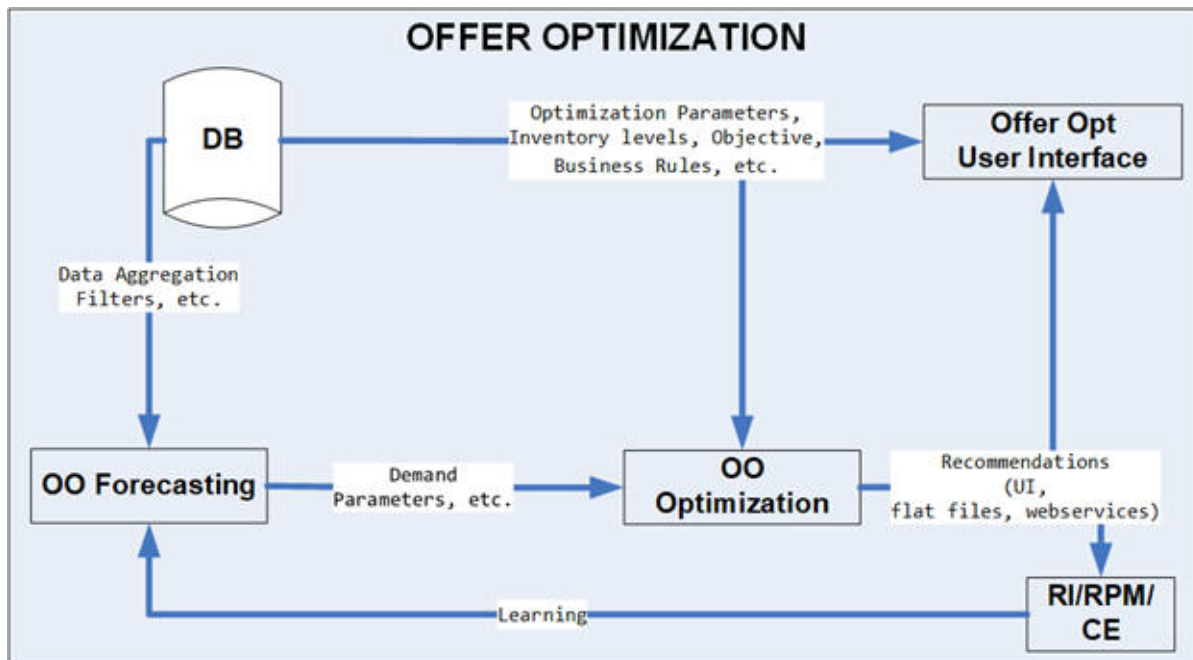 OFFER OPTIMIZATION
DB
Optimization Parameters,
Inventory levels, Objective,
Business Rules, etc.
Offer Opt
User Interface
Data Aggregation
Filters, etc.
OO Forecasting
Demand
Parameters, etc.
OO
Optimization
Recommendations
(UI,
flat files, webservices)
Learning
RI/RPM/
CE